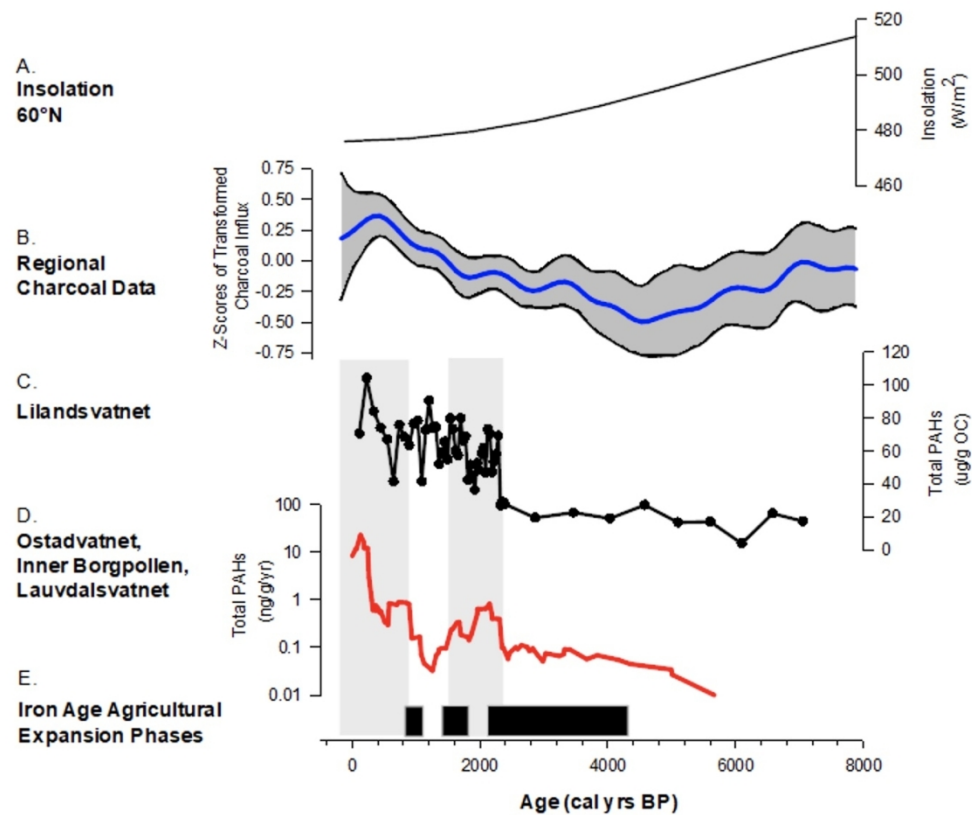 A.
Insolation
60°N
520
500
480
460
Insolation
(W/m²)
B.
Regional
Charcoal Data
Z-Scores of Transformed
Charcoal Influx
0.75
0.50
0.25
0.00
-0.25
-0.50
-0.75
C.
Lilandsvatnet
120
100
80
60
40
20
0
Total PAHs
(ug/g OC)
D.
Ostadvatnet,
Inner Borgpollen,
Lauvdalsvatnet
Total PAHs
(ng/g/yr)
100
10
1
0.1
0.01
E.
Iron Age Agricultural
Expansion Phases
0 2000 4000 6000 8000
Age (cal yrs BP)